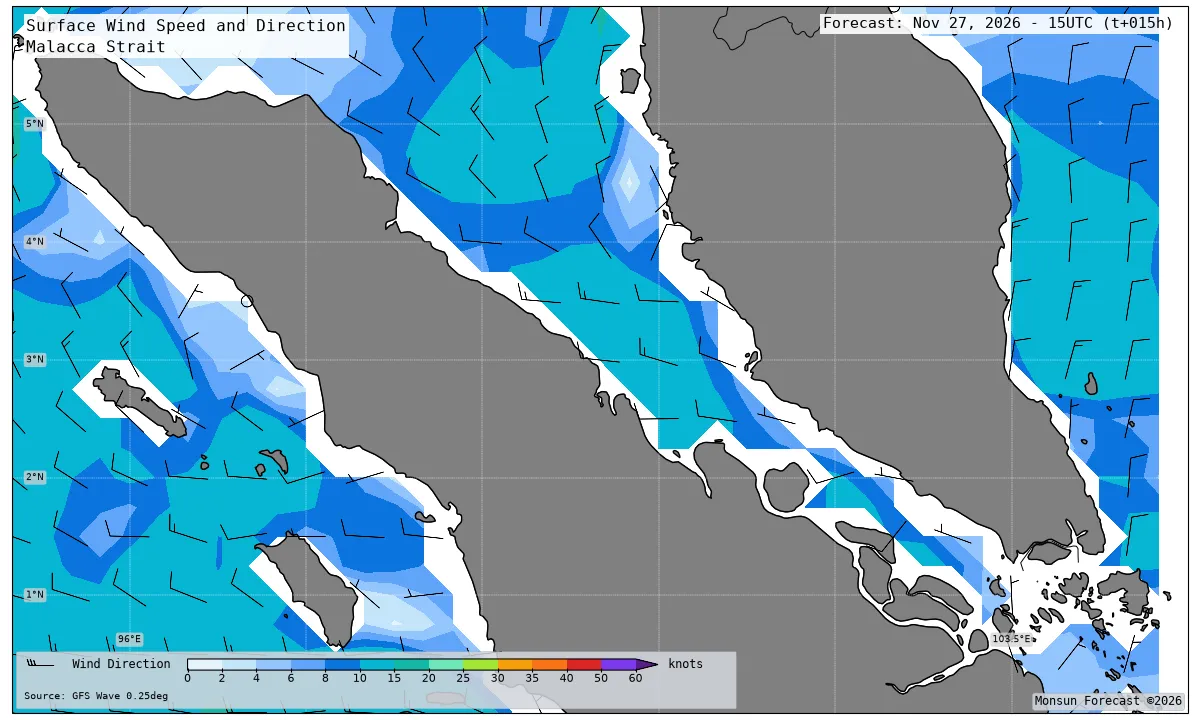 Surface Wind Speed and Direction
Malacca Strait
Forecast: Nov 27, 2026 - 15UTC (t+015h)
5°N
4°N
3°N
2°N
1°N
96°E
103.5°E
Wind Direction
knots
0 2 4 6 8 10 15 20 25 30 35 40 50 60
Source: GFS Wave 0.25deg
Monsun Forecast ©2026